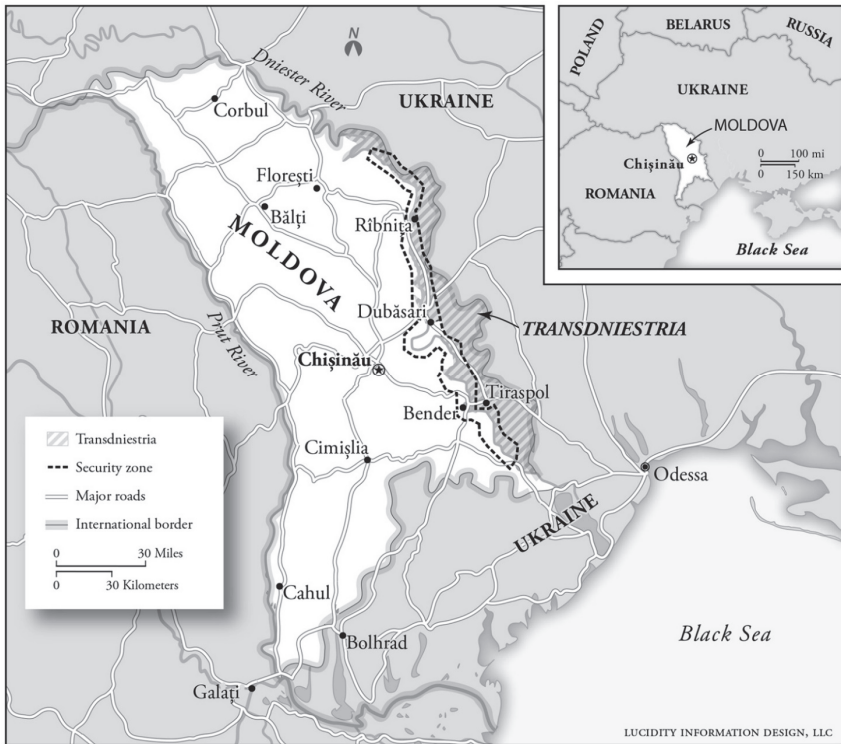 N
Dniester River
UKRAINE
Corbul
Florești
Bălți
Rîbnița
MOLDOVA
Dubăsari
ROMANIA
Prut River
TRANSDNIESTRIA
Chișinău
Tiraspol
Bender
Cimișlia
Odessa
UKRAINE
Cahul
Bolhrad
Galați
Black Sea
Transdniestria
Security zone
Major roads
International border
0 30 Miles
0 30 Kilometers
POLAND
BELARUS
RUSSIA
UKRAINE
MOLDOVA
Chișinău
0 100 mi
0 150 km
ROMANIA
Black Sea
LUCIDITY INFORMATION DESIGN, LLC